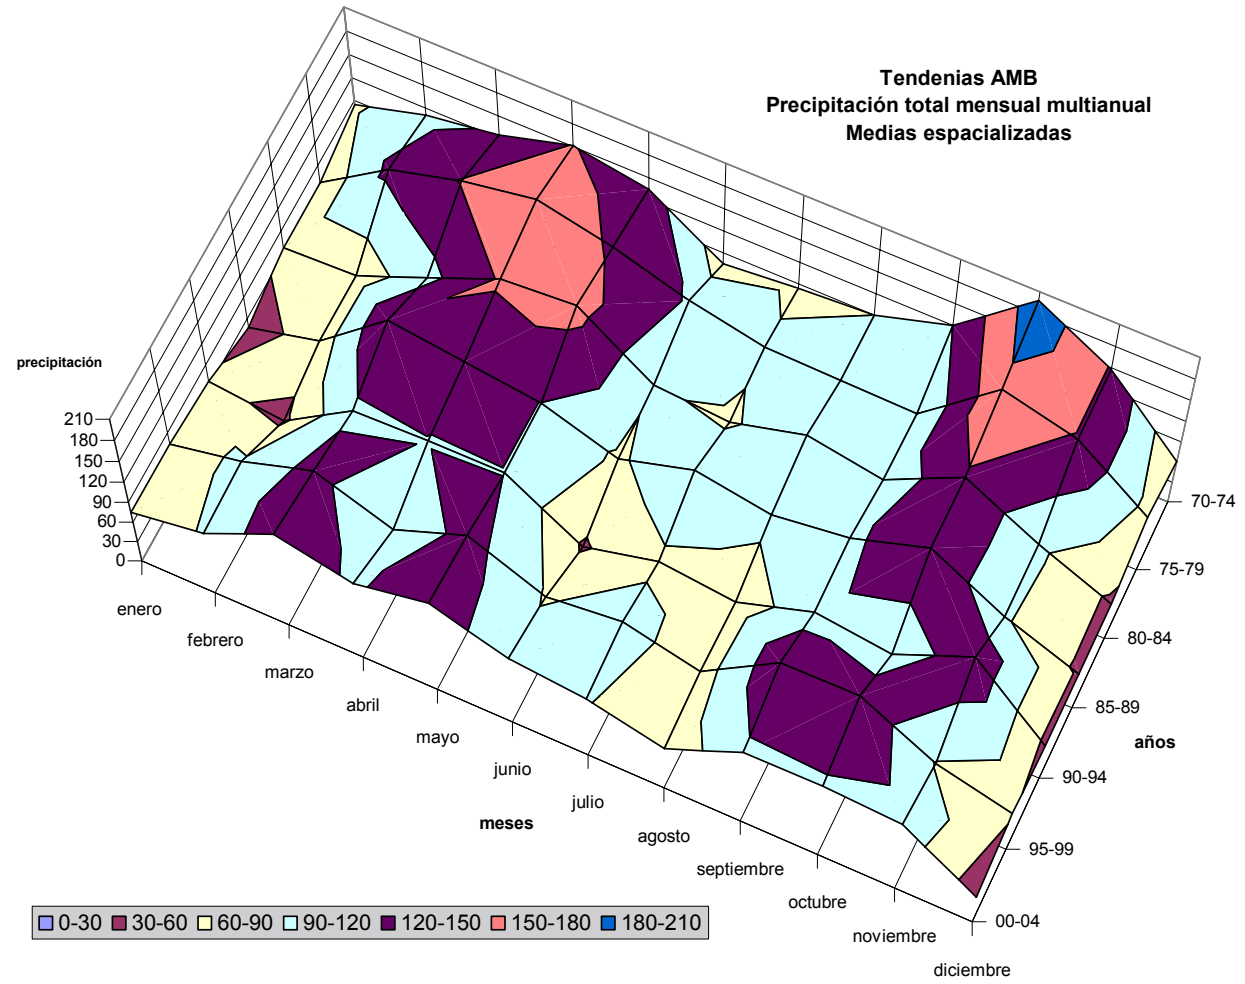 Tendenias AMB
Precipitación total mensual multianual
Medias espacializadas
precipitación
210
180
150
120
90
60
30
0
enero
febrero
marzo
abril
mayo
junio
julio
agosto
septiembre
octubre
noviembre
diciembre
meses
70-74
75-79
80-84
85-89
90-94
95-99
00-04
años
0-30 30-60 60-90 90-120 120-150 150-180 180-210